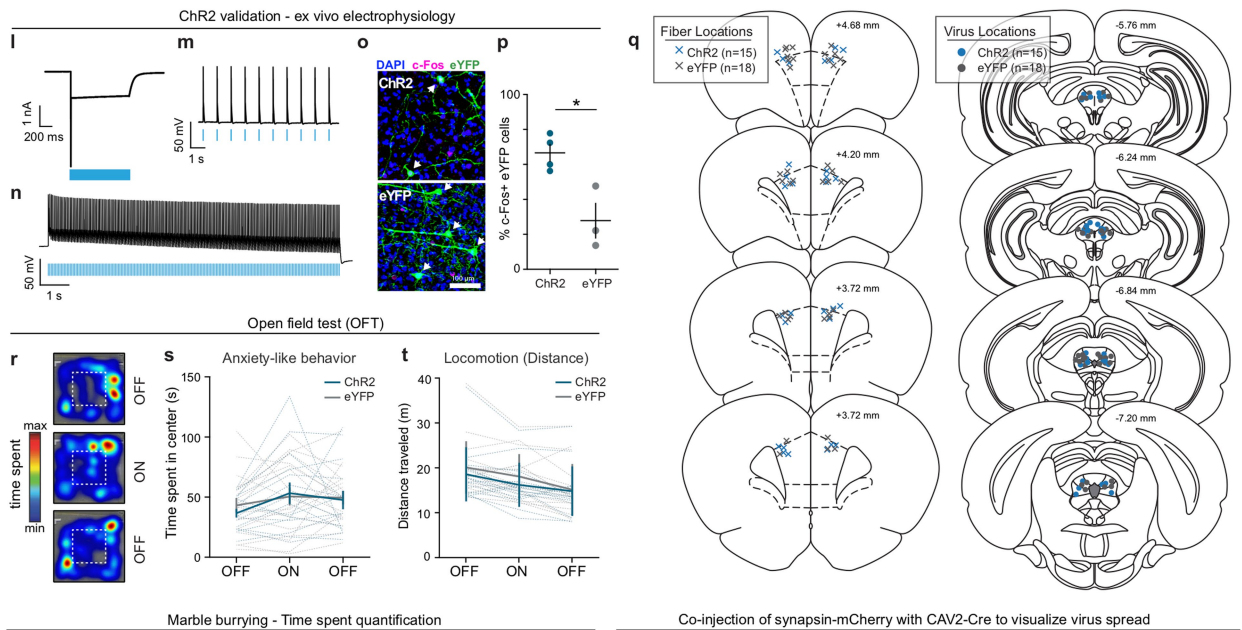 ChR2 validation - ex vivo electrophysiology
l
1 nA
200 ms
m
50 mV
1 s
n
50 mV
1 s
o
DAPI c-Fos eYFP
ChR2
eYFP
100 µm
p
% c-Fos+ eYFP cells
100
0
*
ChR2 eYFP
q
Fiber Locations
ChR2 (n=15)
eYFP (n=18)
+4.68 mm
+4.20 mm
+3.72 mm
+3.72 mm
Virus Locations
ChR2 (n=15)
eYFP (n=18)
-5.76 mm
-6.24 mm
-6.84 mm
-7.20 mm
Open field test (OFT)
r
time spent
max
min
OFF
ON
OFF
s
Anxiety-like behavior
ChR2
eYFP
Time spent in center (s)
150
100
50
0
OFF ON OFF
t
Locomotion (Distance)
ChR2
eYFP
Distance traveled (m)
40
30
20
10
0
OFF ON OFF
Marble burrying - Time spent quantification
Co-injection of synapsin-mCherry with CAV2-Cre to visualize virus spread